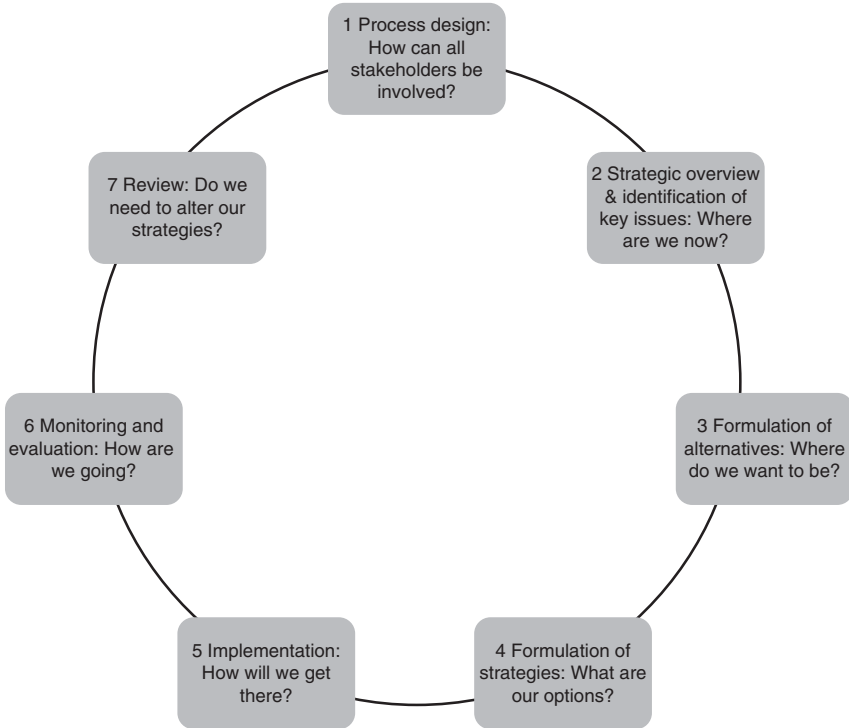 1 Process design:
How can all
stakeholders be
involved?
2 Strategic overview
& identification of
key issues: Where
are we now?
3 Formulation of
alternatives: Where
do we want to be?
4 Formulation of
strategies: What are
our options?
5 Implementation:
How will we get
there?
6 Monitoring and
evaluation: How are
we going?
7 Review: Do we
need to alter our
strategies?